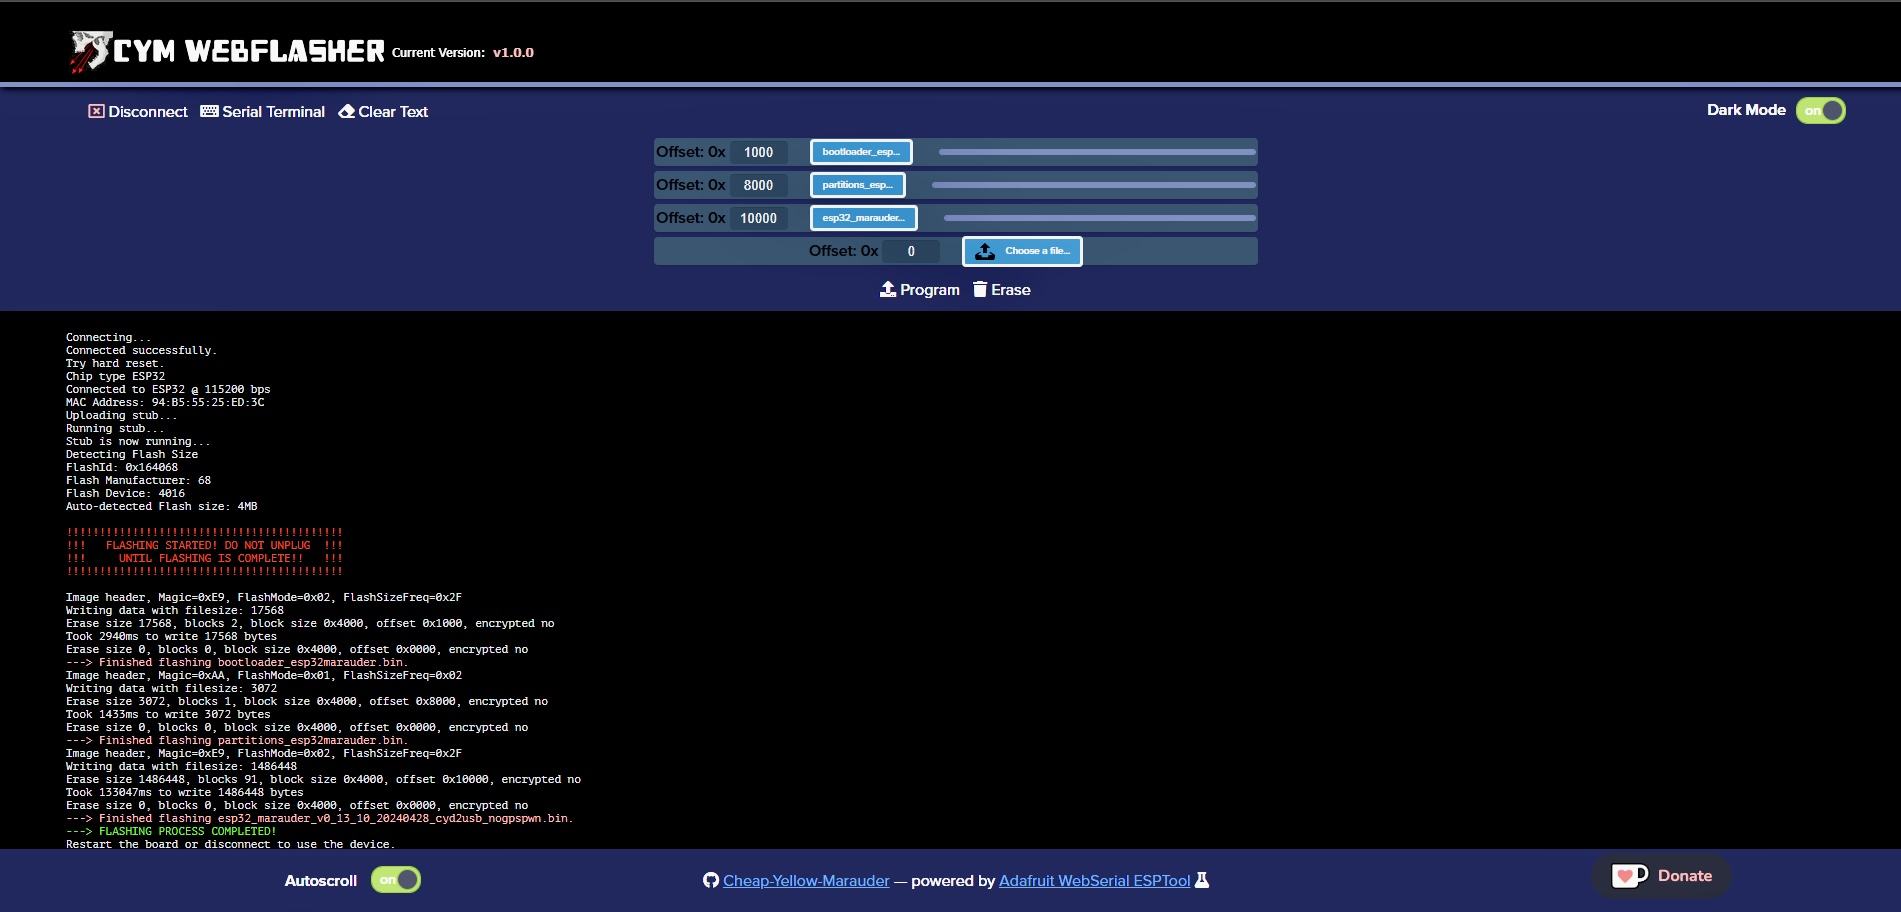 CYM WEBFLASHER Current Version: v1.0.0
Disconnect Serial Terminal Clear Text Dark Mode on
Offset: 0x 1000 bootloader_esp...
Offset: 0x 8000 partitions_esp...
Offset: 0x 10000 esp32_marauder...
Offset: 0x 0 Choose a file...
Program Erase
Connecting...
Connected successfully.
Try hard reset.
Chip type ESP32
Connected to ESP32 @ 115200 bps
MAC Address: 94:B5:55:25:ED:3C
Uploading stub...
Running stub...
Stub is now running...
Detecting Flash Size
FlashId: 0x164068
Flash Manufacturer: 68
Flash Device: 4016
Auto-detected Flash size: 4MB
!!!!!!!!!!!!!!!!!!!!!!!!!!!!!!!!!!!!!!!!!!
!!!   FLASHING STARTED! DO NOT UNPLUG  !!!
!!!     UNTIL FLASHING IS COMPLETE!!   !!!
!!!!!!!!!!!!!!!!!!!!!!!!!!!!!!!!!!!!!!!!!!
Image header, Magic=0xE9, FlashMode=0x02, FlashSizeFreq=0x2F
Writing data with filesize: 17568
Erase size 17568, blocks 2, block size 0x4000, offset 0x1000, encrypted no
Took 2940ms to write 17568 bytes
Erase size 0, blocks 0, block size 0x4000, offset 0x0000, encrypted no
---> Finished flashing bootloader_esp32marauder.bin.
Image header, Magic=0xAA, FlashMode=0x01, FlashSizeFreq=0x02
Writing data with filesize: 3072
Erase size 3072, blocks 1, block size 0x4000, offset 0x8000, encrypted no
Took 1433ms to write 3072 bytes
Erase size 0, blocks 0, block size 0x4000, offset 0x0000, encrypted no
---> Finished flashing partitions_esp32marauder.bin.
Image header, Magic=0xE9, FlashMode=0x02, FlashSizeFreq=0x2F
Writing data with filesize: 1486448
Erase size 1486448, blocks 91, block size 0x4000, offset 0x10000, encrypted no
Took 133047ms to write 1486448 bytes
Erase size 0, blocks 0, block size 0x4000, offset 0x0000, encrypted no
---> Finished flashing esp32_marauder_v0_13_10_20240428_cyd2usb_nogpspwn.bin.
---> FLASHING PROCESS COMPLETED!
Restart the board or disconnect to use the device.
Autoscroll on Cheap-Yellow-Marauder — powered by Adafruit WebSerial ESPTool Donate